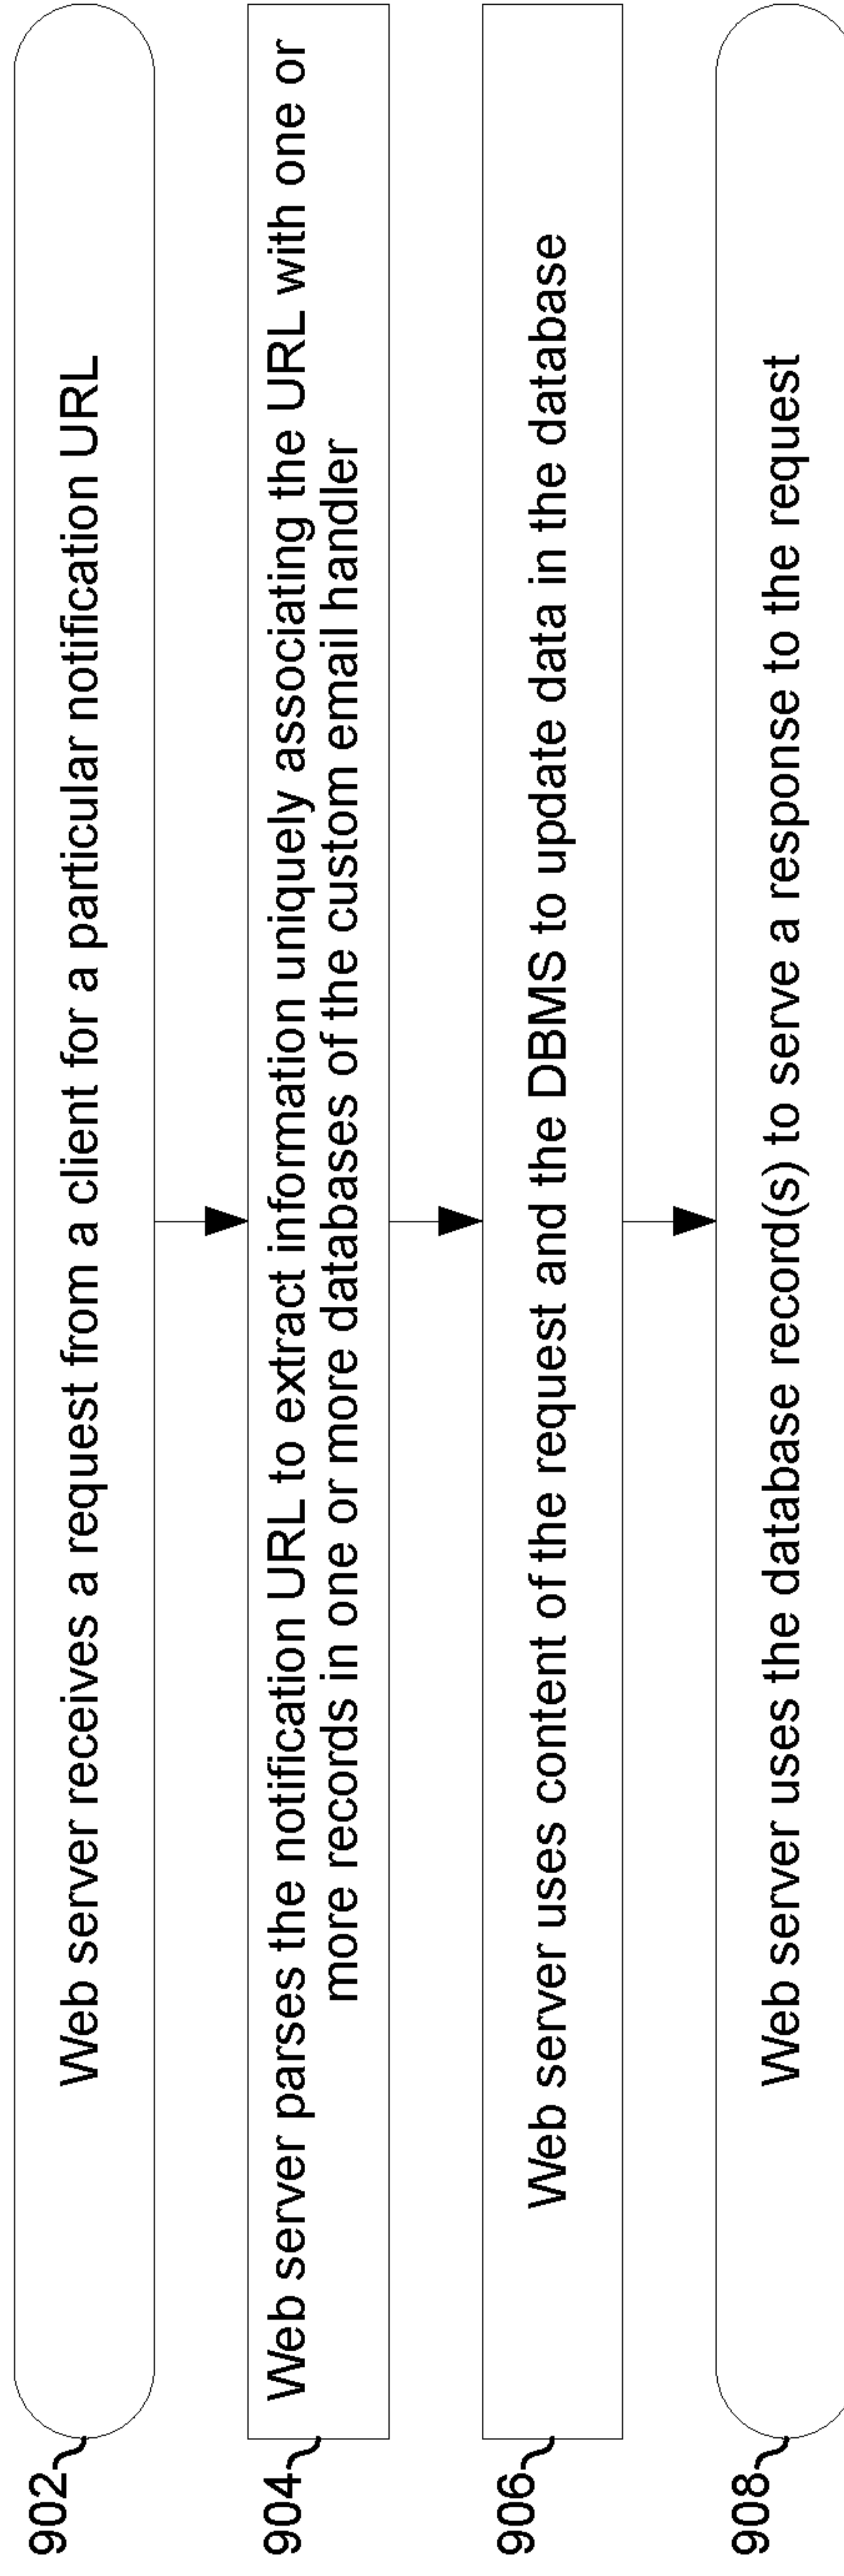 902
Web server receives a request from a client for a particular notification URL
904
Web server parses the notification URL to extract information uniquely associating the URL with one or
more records in one or more databases of the custom email handler
906
Web server uses content of the request and the DBMS to update data in the database
908
Web server uses the database record(s) to serve a response to the request